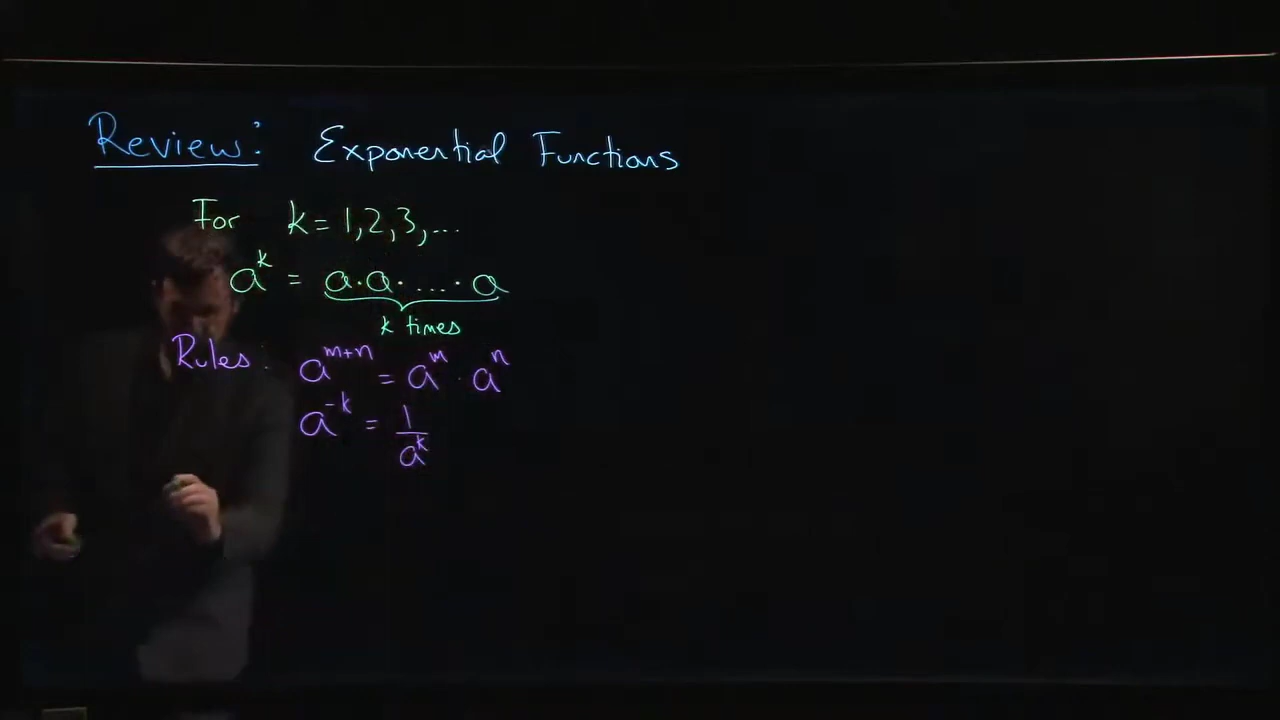 Review: Exponential Functions
For k = 1,2,3,...
a^k = a·a· .... · a
k times
Rules: a^{m+n} = a^m · a^n
a^{-k} = 1/a^k